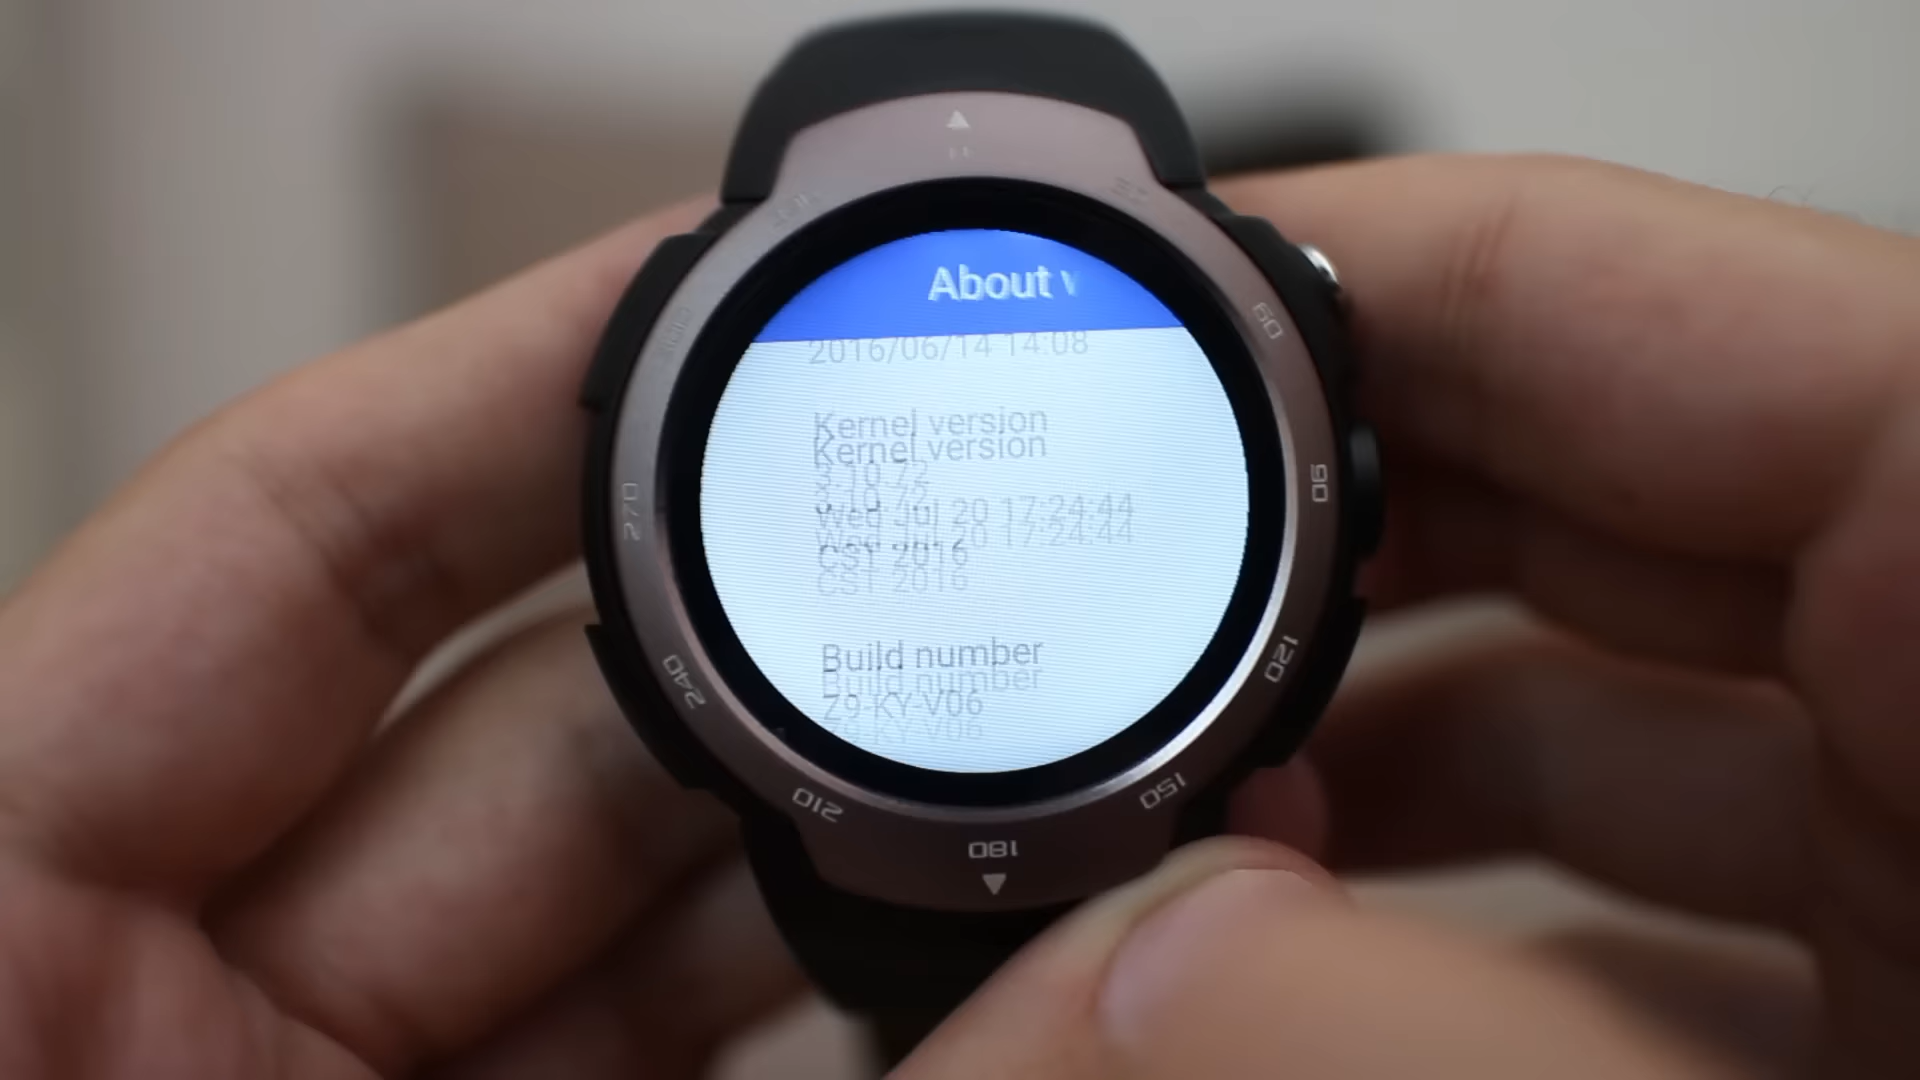 About
2016/06/14 14:08
Kernel version
3.10.72
Wed Jul 20 17:24:44
CST 2016
Build number
Z9-KY-V06
60
90
120
150
180
210
240
270